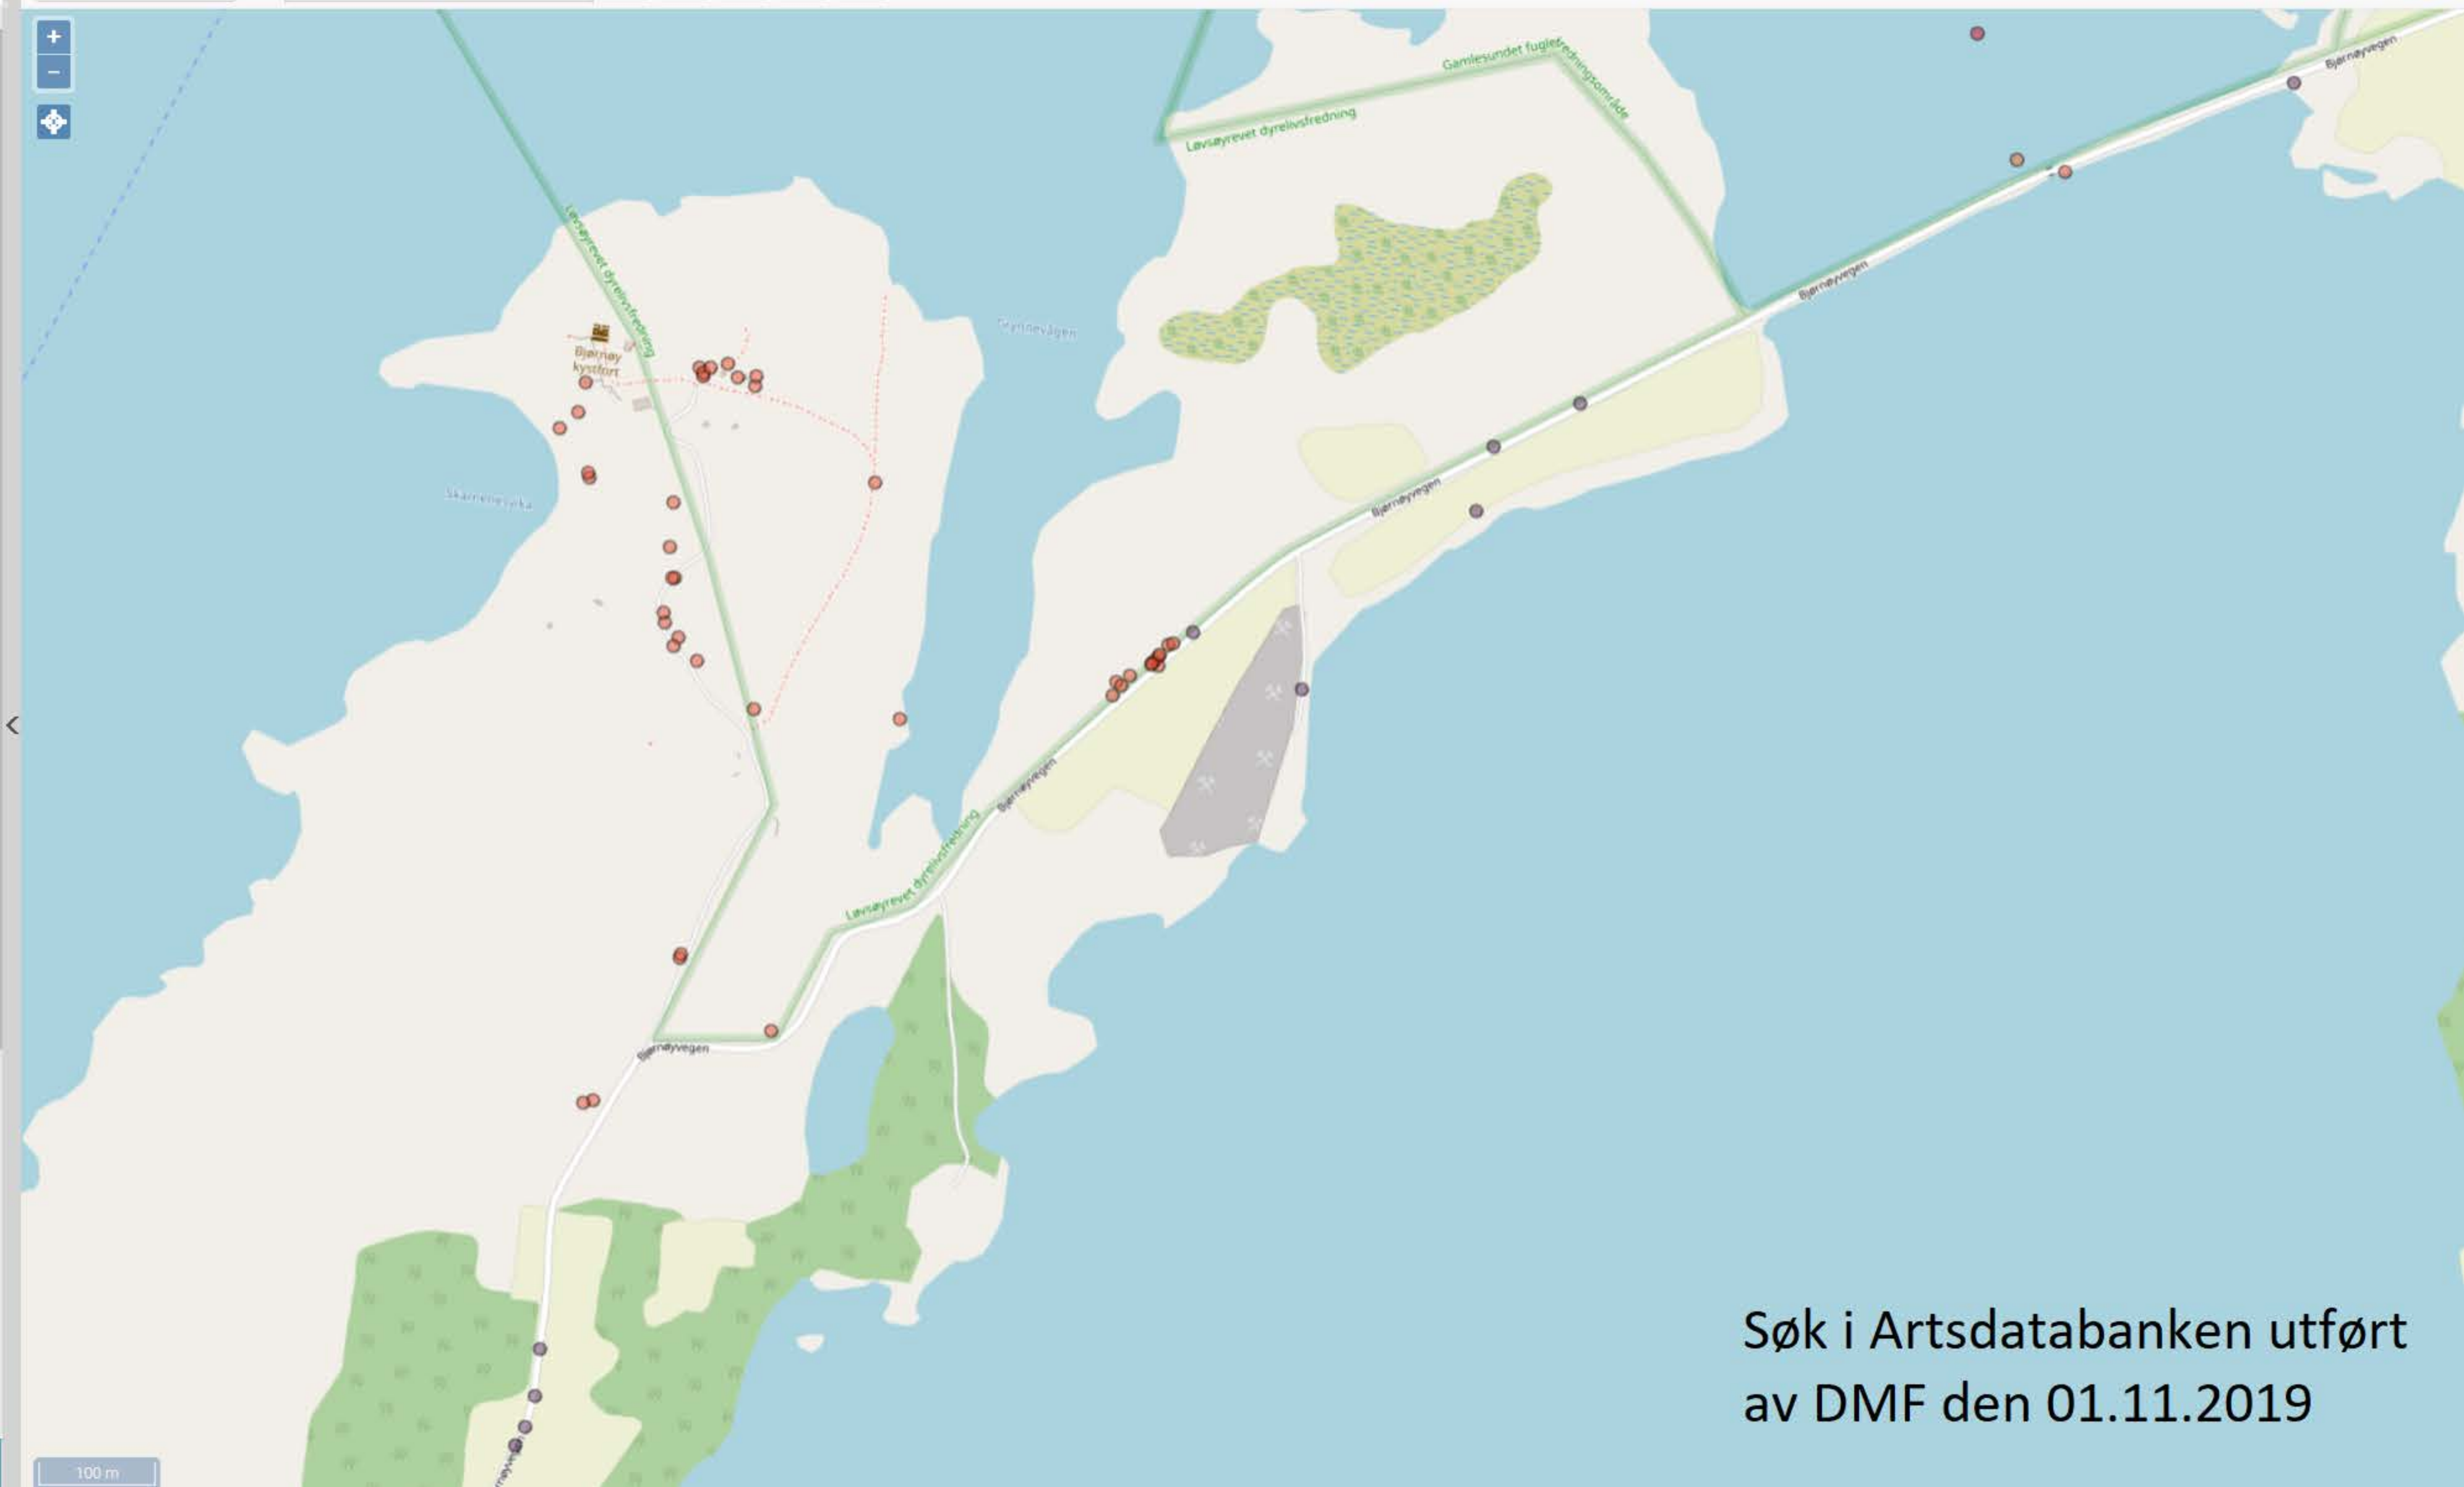 +
−
Gamlesundet fuglefredningsområde
Bjørnøyvegen
Løvsøyrevet dyrelivsfredning
Løvsøyrevet dyrelivsfredning
Bjørnøyvegen
Bjørnøy
kystfort
Bjørnøyvegen
Bjørnøyvegen
Løvsøyrevet dyrelivsfredning
Bjørnøyvegen
Søk i Artsdatabanken utført
av DMF den 01.11.2019
100 m